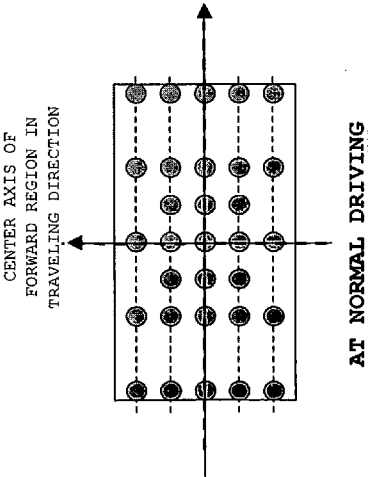 CENTER AXIS OF
FORWARD REGION IN
TRAVELING DIRECTION
AT NORMAL DRIVING